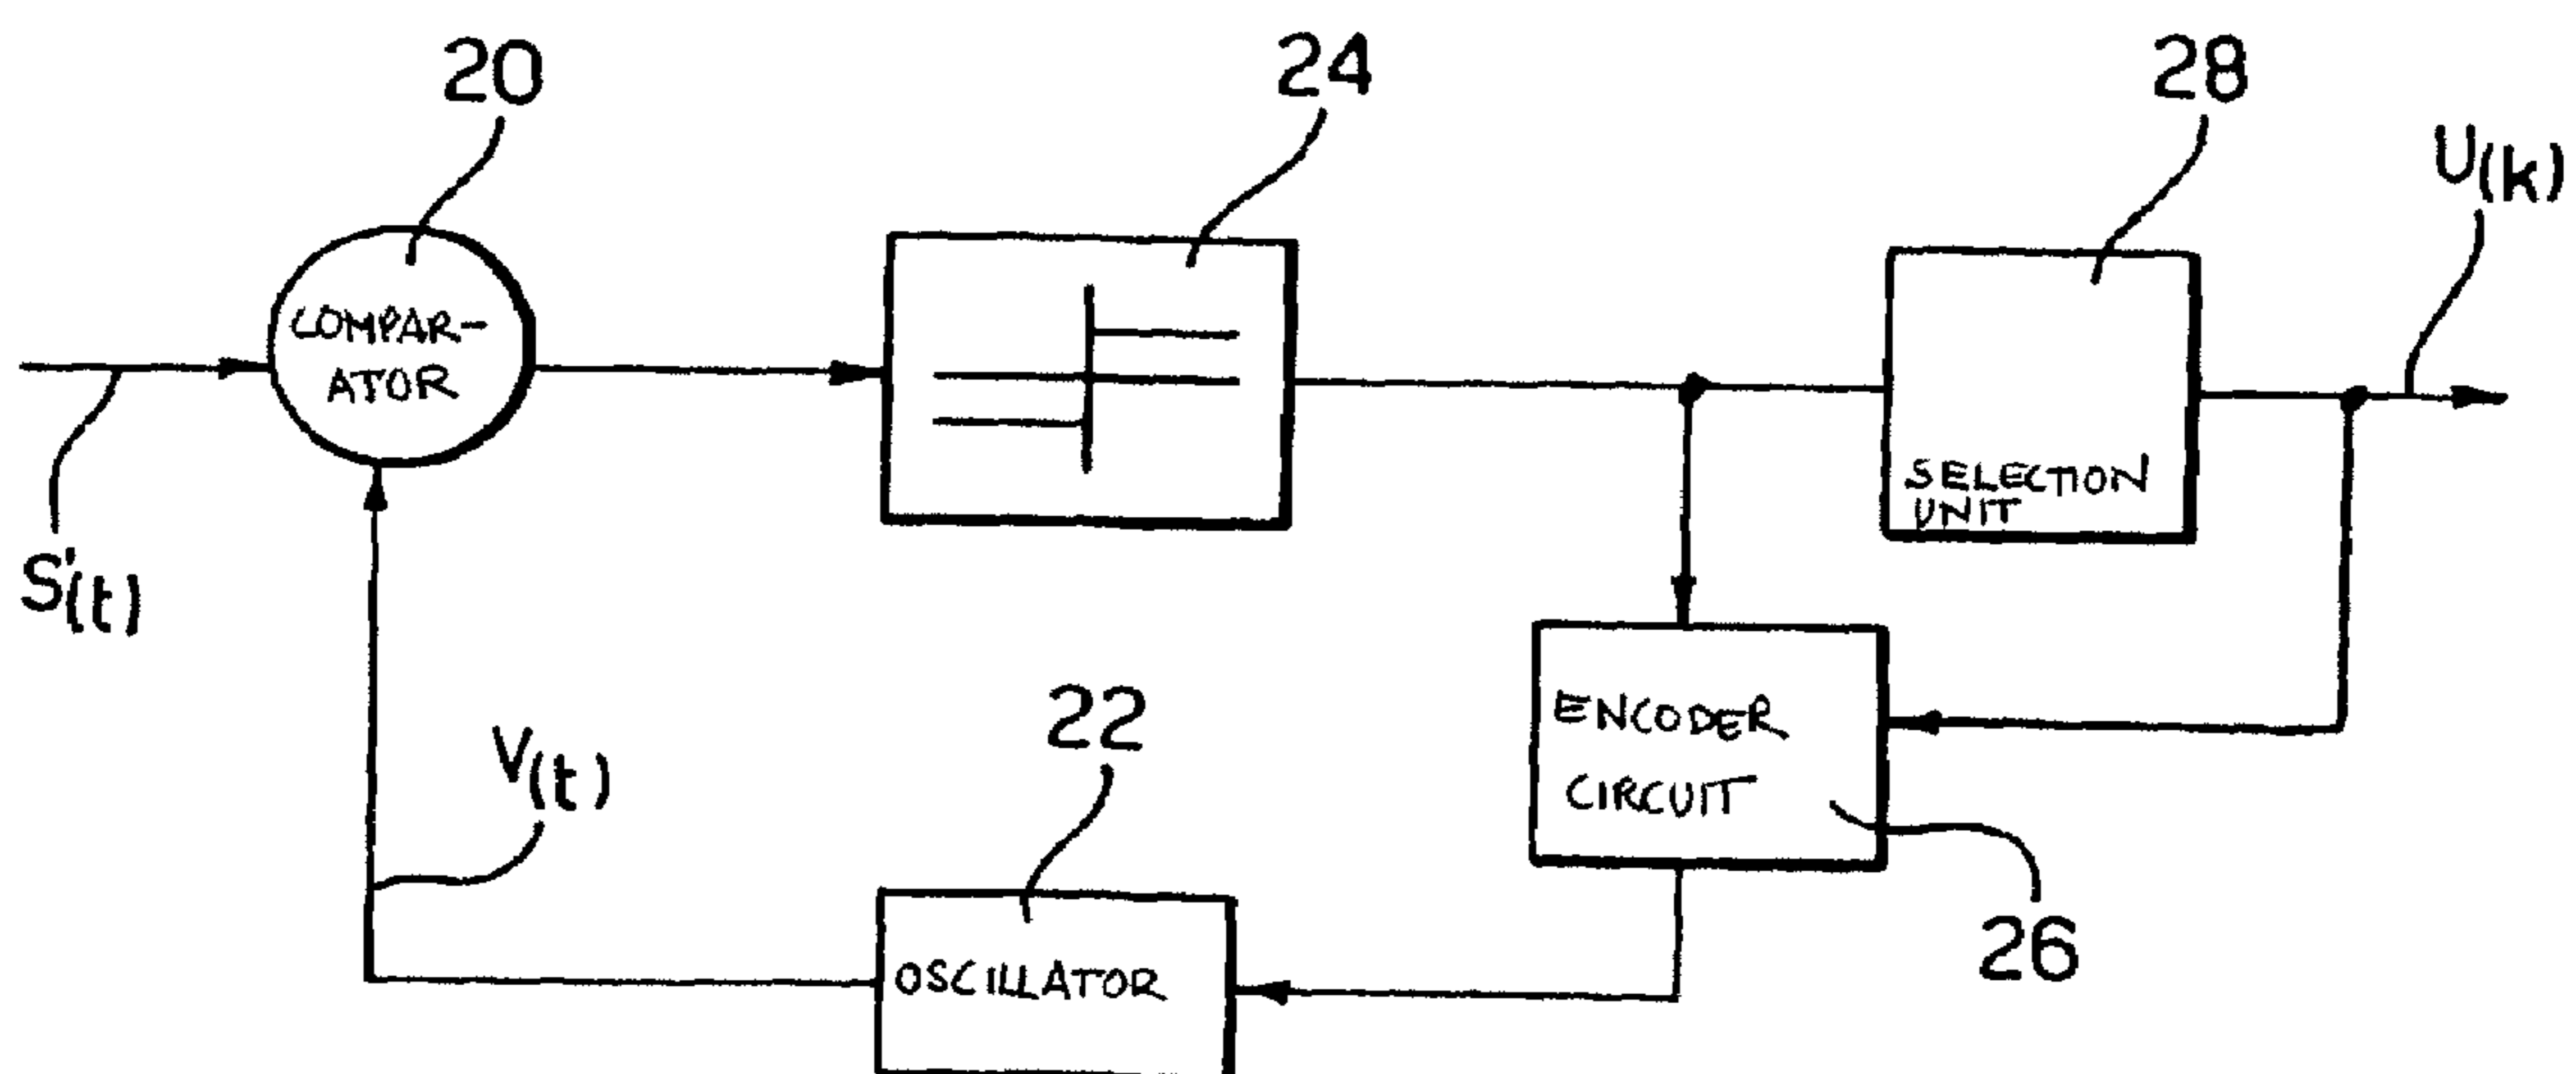 20
24
28
U(k)
COMPAR-
ATOR
SELECTION
UNIT
S'(t)
V(t)
22
ENCODER
CIRCUIT
26
OSCILLATOR